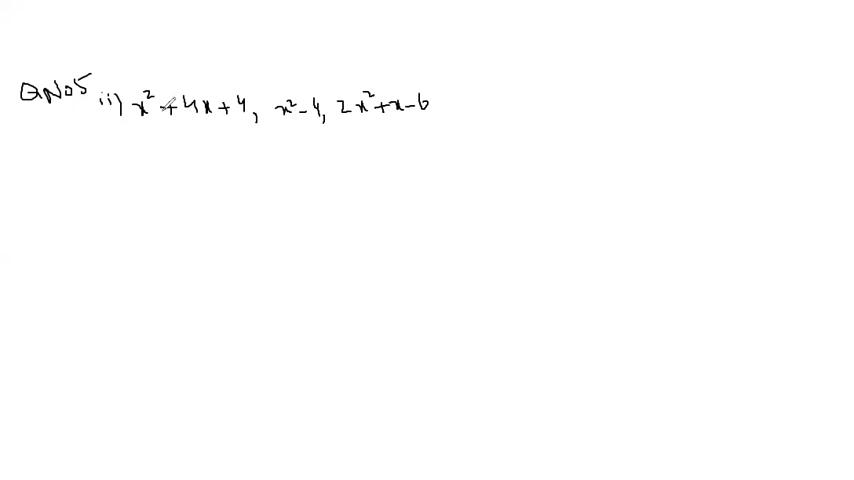 QNo5 ii) x² + 4x + 4, x² - 4, 2x² + x - 6